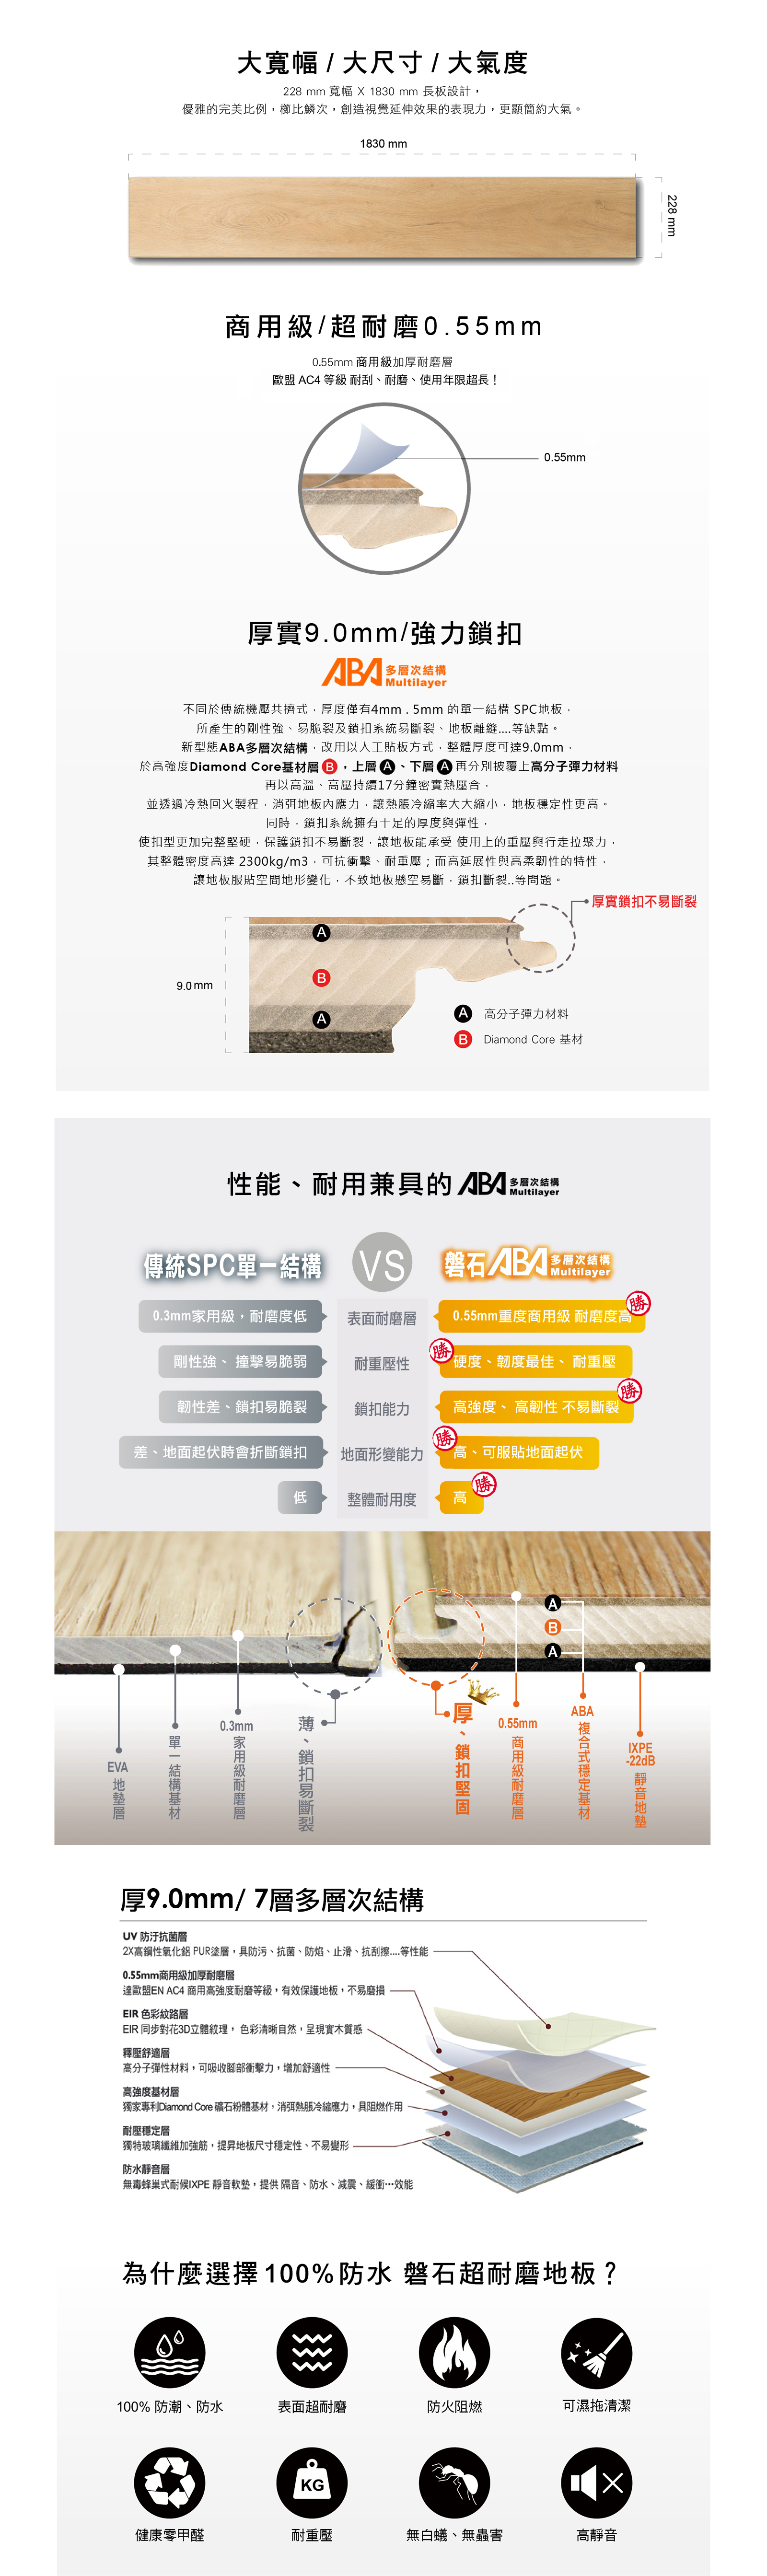 大寬幅 / 大尺寸 / 大氣度
228 mm 寬幅 X 1830 mm 長板設計，
優雅的完美比例，櫛比鱗次，創造視覺延伸效果的表現力，更顯簡約大氣。
1830 mm
228 mm
商用級/超耐磨0.55mm
0.55mm 商用級加厚耐磨層
歐盟 AC4 等級 耐刮、耐磨、使用年限超長！
0.55mm
厚實9.0mm/強力鎖扣
ABA 多層次結構
Multilayer
不同於傳統機壓共擠式，厚度僅有4mm . 5mm 的單一結構 SPC地板，
所產生的剛性強、易脆裂及鎖扣系統易斷裂、地板離縫....等缺點。
新型態ABA多層次結構，改用以人工貼板方式，整體厚度可達9.0mm，
於高強度Diamond Core基材層 B ，上層 A 、下層 A 再分別披覆上高分子彈力材料
再以高溫、高壓持續17分鐘密實熱壓合，
並透過冷熱回火製程，消弭地板內應力，讓熱脹冷縮率大大縮小，地板穩定性更高。
同時，鎖扣系統擁有十足的厚度與彈性，
使扣型更加完整堅硬，保護鎖扣不易斷裂，讓地板能承受 使用上的重壓與行走拉聚力，
其整體密度高達 2300kg/m3，可抗衝擊、耐重壓；而高延展性與高柔韌性的特性，
讓地板服貼空間地形變化，不致地板懸空易斷，鎖扣斷裂..等問題。
厚實鎖扣不易斷裂
A
B
A
9.0 mm
A 高分子彈力材料
B Diamond Core 基材
性能、耐用兼具的 ABA 多層次結構
Multilayer
傳統SPC單一結構
VS
磐石ABA 多層次結構
Multilayer
0.3mm家用級，耐磨度低
表面耐磨層
0.55mm重度商用級 耐磨度高
勝
剛性強、 撞擊易脆弱
耐重壓性
勝
硬度、韌度最佳、 耐重壓
韌性差、鎖扣易脆裂
鎖扣能力
高強度、 高韌性 不易斷裂
勝
差、地面起伏時會折斷鎖扣
地面形變能力
勝
高、可服貼地面起伏
低
整體耐用度
高
勝
A
B
A
EVA 地墊層
單一結構基材
0.3mm 家用級耐磨層
薄、鎖扣易斷裂
厚、鎖扣堅固
0.55mm 商用級耐磨層
ABA 複合式穩定基材
IXPE -22dB 靜音地墊
厚9.0mm/ 7層多層次結構
UV 防汙抗菌層
2X高鋼性氧化鋁 PUR塗層，具防污、抗菌、防焰、止滑、抗刮擦....等性能
0.55mm商用級加厚耐磨層
達歐盟EN AC4 商用高強度耐磨等級，有效保護地板，不易磨損
EIR 色彩紋路層
EIR 同步對花3D立體紋理， 色彩清晰自然，呈現實木質感
釋壓舒適層
高分子彈性材料，可吸收腳部衝擊力，增加舒適性
高強度基材層
獨家專利Diamond Core 礦石粉體基材，消弭熱脹冷縮應力，具阻燃作用
耐壓穩定層
獨特玻璃纖維加強筋，提昇地板尺寸穩定性、不易變形
防水靜音層
無毒蜂巢式耐候IXPE 靜音軟墊，提供 隔音、防水、減震、緩衝…效能
為什麼選擇 100% 防水 磐石超耐磨地板？
100% 防潮、防水
表面超耐磨
防火阻燃
可濕拖清潔
KG
健康零甲醛
耐重壓
無白蟻、無蟲害
高靜音